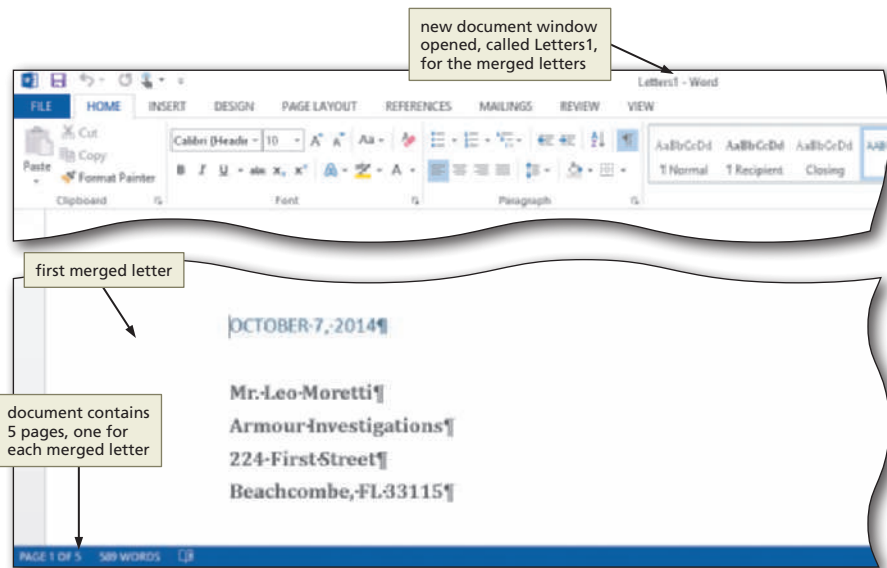 new document window
opened, called Letters1,
for the merged letters
Letters1 - Word
FILE HOME INSERT DESIGN PAGE LAYOUT REFERENCES MAILINGS REVIEW VIEW
Cut
Copy
Format Painter
Paste
Calibri (Headin 10
AaBbCcDd AaBbCcDd AaBbCcDd
¶ Normal ¶ Recipient Closing
Clipboard Font Paragraph
first merged letter
OCTOBER·7,·2014¶
Mr.·Leo·Moretti¶
Armour·Investigations¶
224·First·Street¶
Beachcombe,·FL·33115¶
document contains
5 pages, one for
each merged letter
PAGE 1 OF 5 589 WORDS